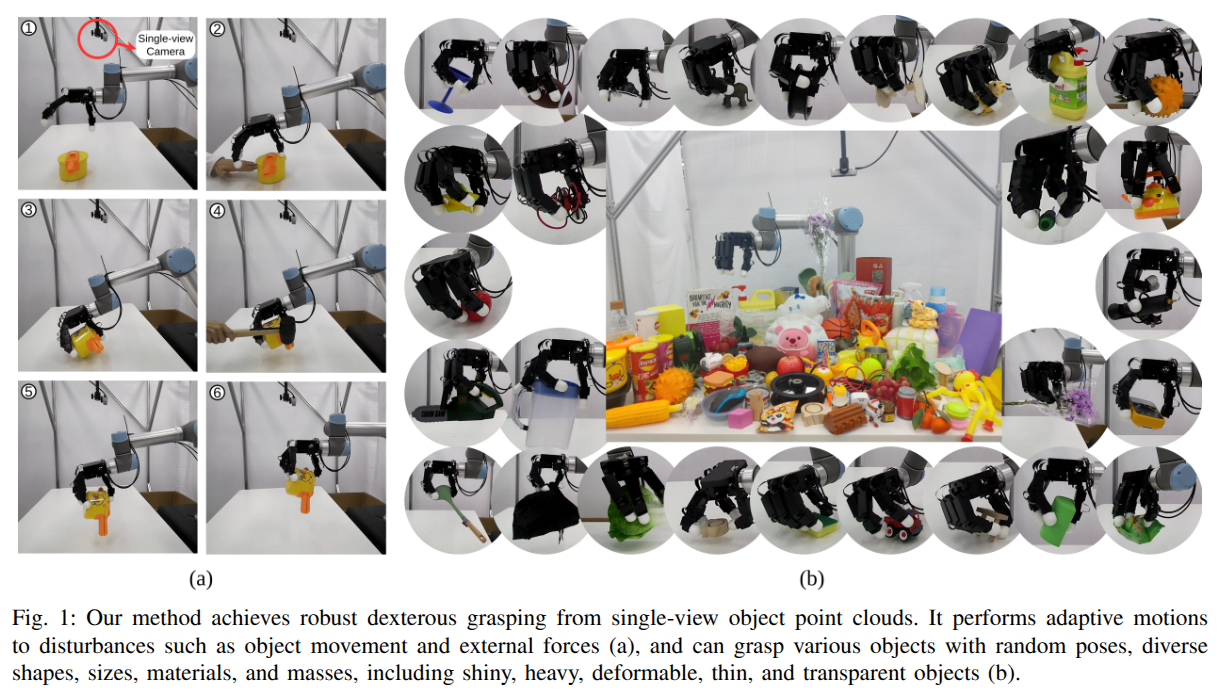 ①
Single-view
Camera
②
③
④
⑤
⑥
(a)
(b)
Fig. 1: Our method achieves robust dexterous grasping from single-view object point clouds. It performs adaptive motions
to disturbances such as object movement and external forces (a), and can grasp various objects with random poses, diverse
shapes, sizes, materials, and masses, including shiny, heavy, deformable, thin, and transparent objects (b).